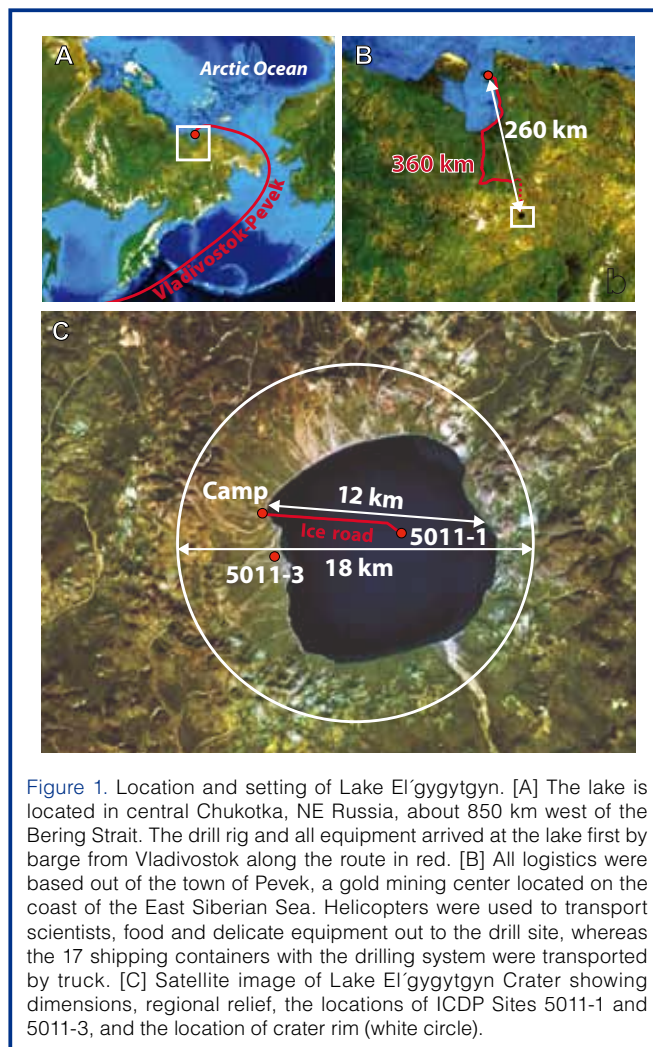 A
Arctic Ocean
Vladivostok-Pevek
B
260 km
360 km
b
C
Camp
12 km
Ice road
5011-1
5011-3
18 km
Figure 1. Location and setting of Lake El´gygytgyn. [A] The lake is
located in central Chukotka, NE Russia, about 850 km west of the
Bering Strait. The drill rig and all equipment arrived at the lake first by
barge from Vladivostok along the route in red. [B] All logistics were
based out of the town of Pevek, a gold mining center located on the
coast of the East Siberian Sea. Helicopters were used to transport
scientists, food and delicate equipment out to the drill site, whereas
the 17 shipping containers with the drilling system were transported
by truck. [C] Satellite image of Lake El´gygytgyn Crater showing
dimensions, regional relief, the locations of ICDP Sites 5011-1 and
5011-3, and the location of crater rim (white circle).